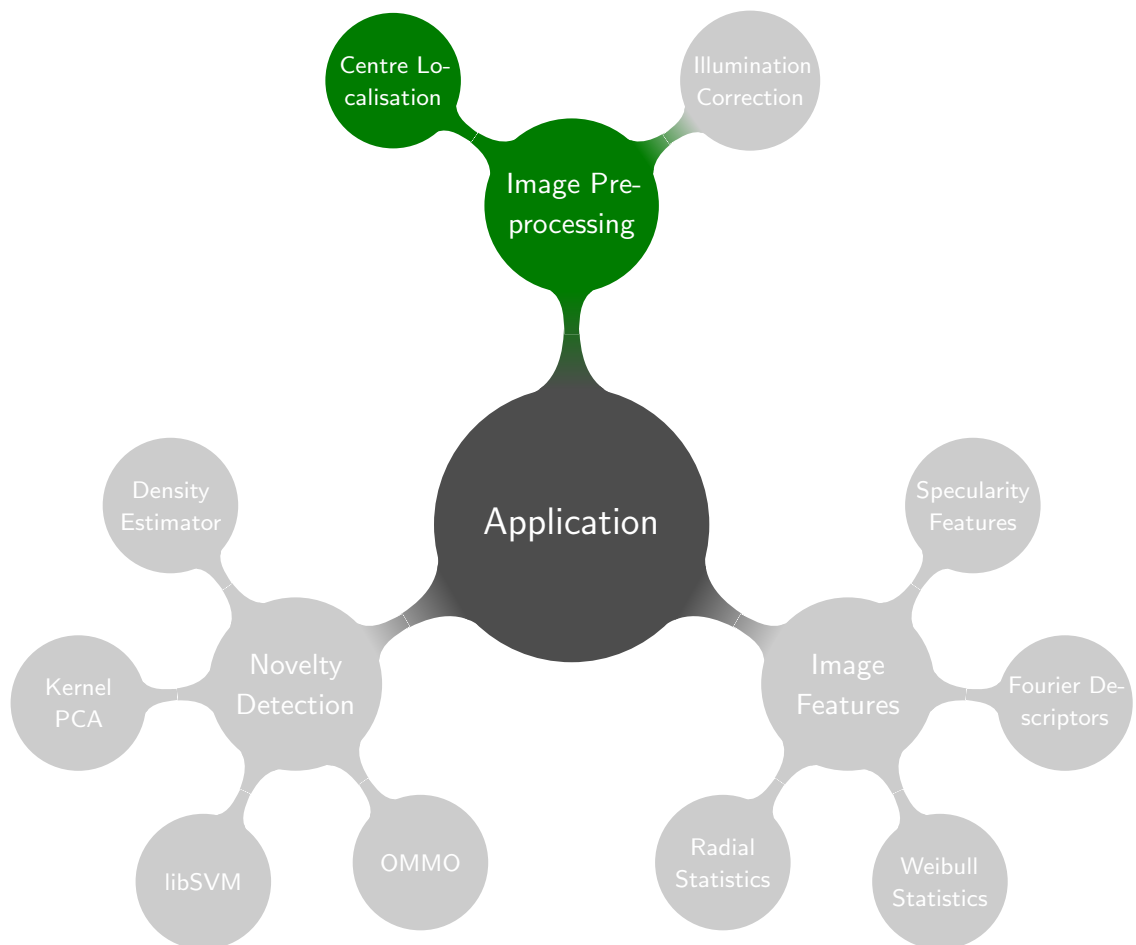 Centre Lo-
calisation
Illumination
Correction
Image Pre-
processing
Application
Density
Estimator
Specularity
Features
Novelty
Detection
Image
Features
Kernel
PCA
Fourier De-
scriptors
libSVM
OMMO
Radial
Statistics
Weibull
Statistics